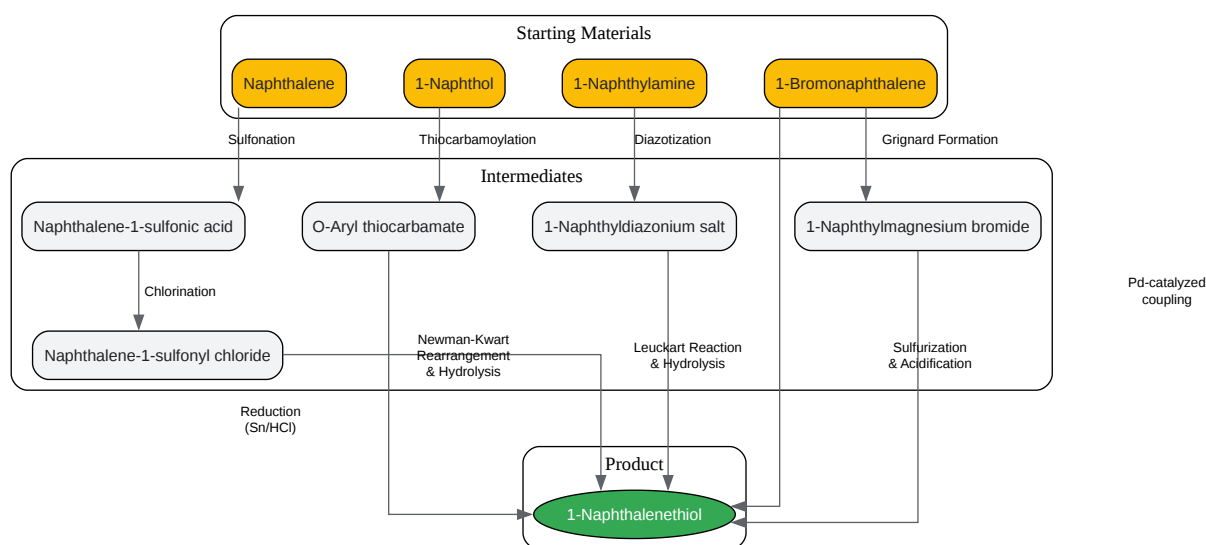 Starting Materials
Naphthalene
1-Naphthol
1-Naphthylamine
1-Bromonaphthalene
Sulfonation
Thiocarbamoylation
Diazotization
Grignard Formation
Intermediates
Naphthalene-1-sulfonic acid
O-Aryl thiocarbamate
1-Naphthyldiazonium salt
1-Naphthylmagnesium bromide
Chlorination
Pd-catalyzed
coupling
Naphthalene-1-sulfonyl chloride
Newman-Kwart
Rearrangement
& Hydrolysis
Leuckart Reaction
& Hydrolysis
Sulfurization
& Acidification
Reduction
(Sn/HCl)
Product
1-Naphthalenethiol